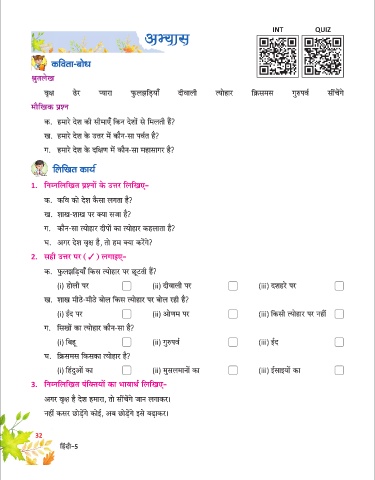 अभ्यास
INT QUIZ
कविता-बोध
श्रुतलेख
वृक्ष ढेर प्यारा फुलझड़ियाँ दीवाली त्योहार क्रिसमस गुरुपर्व सींचेंगे
मौखिक प्रश्न
क. हमारे देश की सीमाएँ किन देशों से मिलती हैं?
ख. हमारे देश के उत्तर में कौन-सा पर्वत है?
ग. हमारे देश के दक्षिण में कौन-सा महासागर है?
लिखित कार्य
1. निम्नलिखित प्रश्नों के उत्तर लिखिए-
क. कवि को देश कैसा लगता है?
ख. शाख-शाख पर क्या सजा है?
ग. कौन-सा त्योहार दीपों का त्योहार कहलाता है?
घ. अगर देश वृक्ष है, तो हम क्या करेंगे?
2. सही उत्तर पर (✓) लगाइए-
क. फुलझड़ियाँ किस त्योहार पर छूटती हैं?
(i) होली पर (ii) दीवाली पर (iii) दशहरे पर
ख. शाख मीठे-मीठे बोल किस त्योहार पर बोल रही है?
(i) ईद पर (ii) ओणम पर (iii) किसी त्योहार पर नहीं
ग. सिखों का त्योहार कौन-सा है?
(i) बिहू (ii) गुरुपर्व (iii) ईद
घ. क्रिसमस किसका त्योहार है?
(i) हिंदुओं का (ii) मुसलमानों का (iii) ईसाइयों का
3. निम्नलिखित पंक्तियों का भावार्थ लिखिए-
अगर वृक्ष है देश हमारा, तो सींचेंगे जान लगाकर।
नहीं कसर छोड़ेंगे कोई, अब छोड़ेंगे इसे बढ़ाकर।
32
हिंदी-5